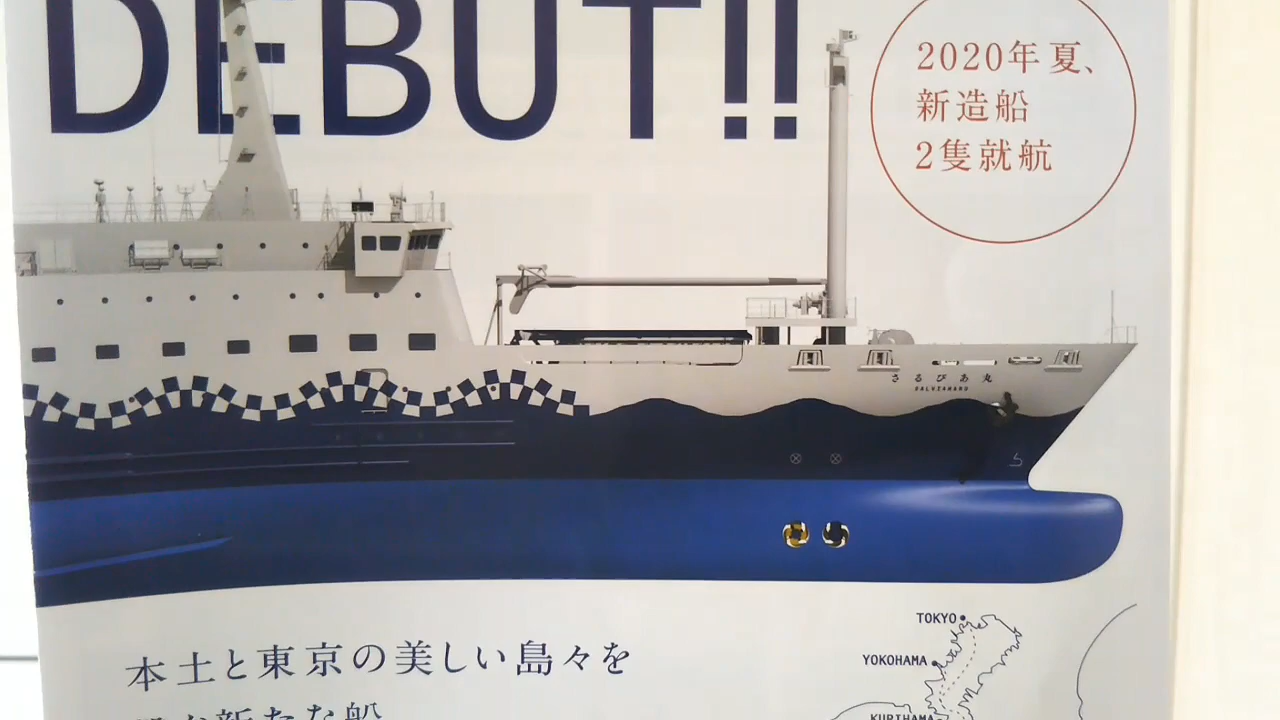 DEBUT!!
2020年夏、
新造船
2隻就航
さるびあ丸
SALVIAMARU
本土と東京の美しい島々を
TOKYO
YOKOHAMA
KURIHAMA